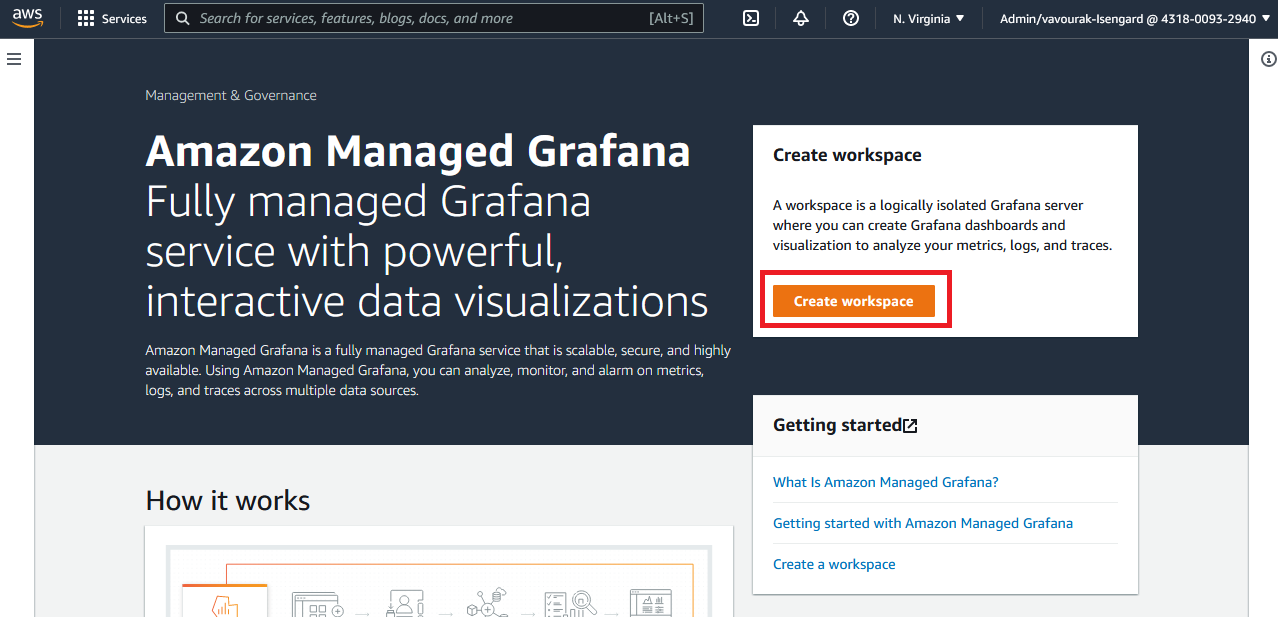 aws
Services
Search for services, features, blogs, docs, and more
[Alt+S]
N. Virginia ▼
Admin/vavourak-Isengard @ 4318-0093-2940 ▼
Management & Governance
Amazon Managed Grafana
Fully managed Grafana
service with powerful,
interactive data visualizations
Amazon Managed Grafana is a fully managed Grafana service that is scalable, secure, and highly
available. Using Amazon Managed Grafana, you can analyze, monitor, and alarm on metrics,
logs, and traces across multiple data sources.
Create workspace
A workspace is a logically isolated Grafana server
where you can create Grafana dashboards and
visualization to analyze your metrics, logs, and traces.
Create workspace
Getting started
What Is Amazon Managed Grafana?
Getting started with Amazon Managed Grafana
Create a workspace
How it works